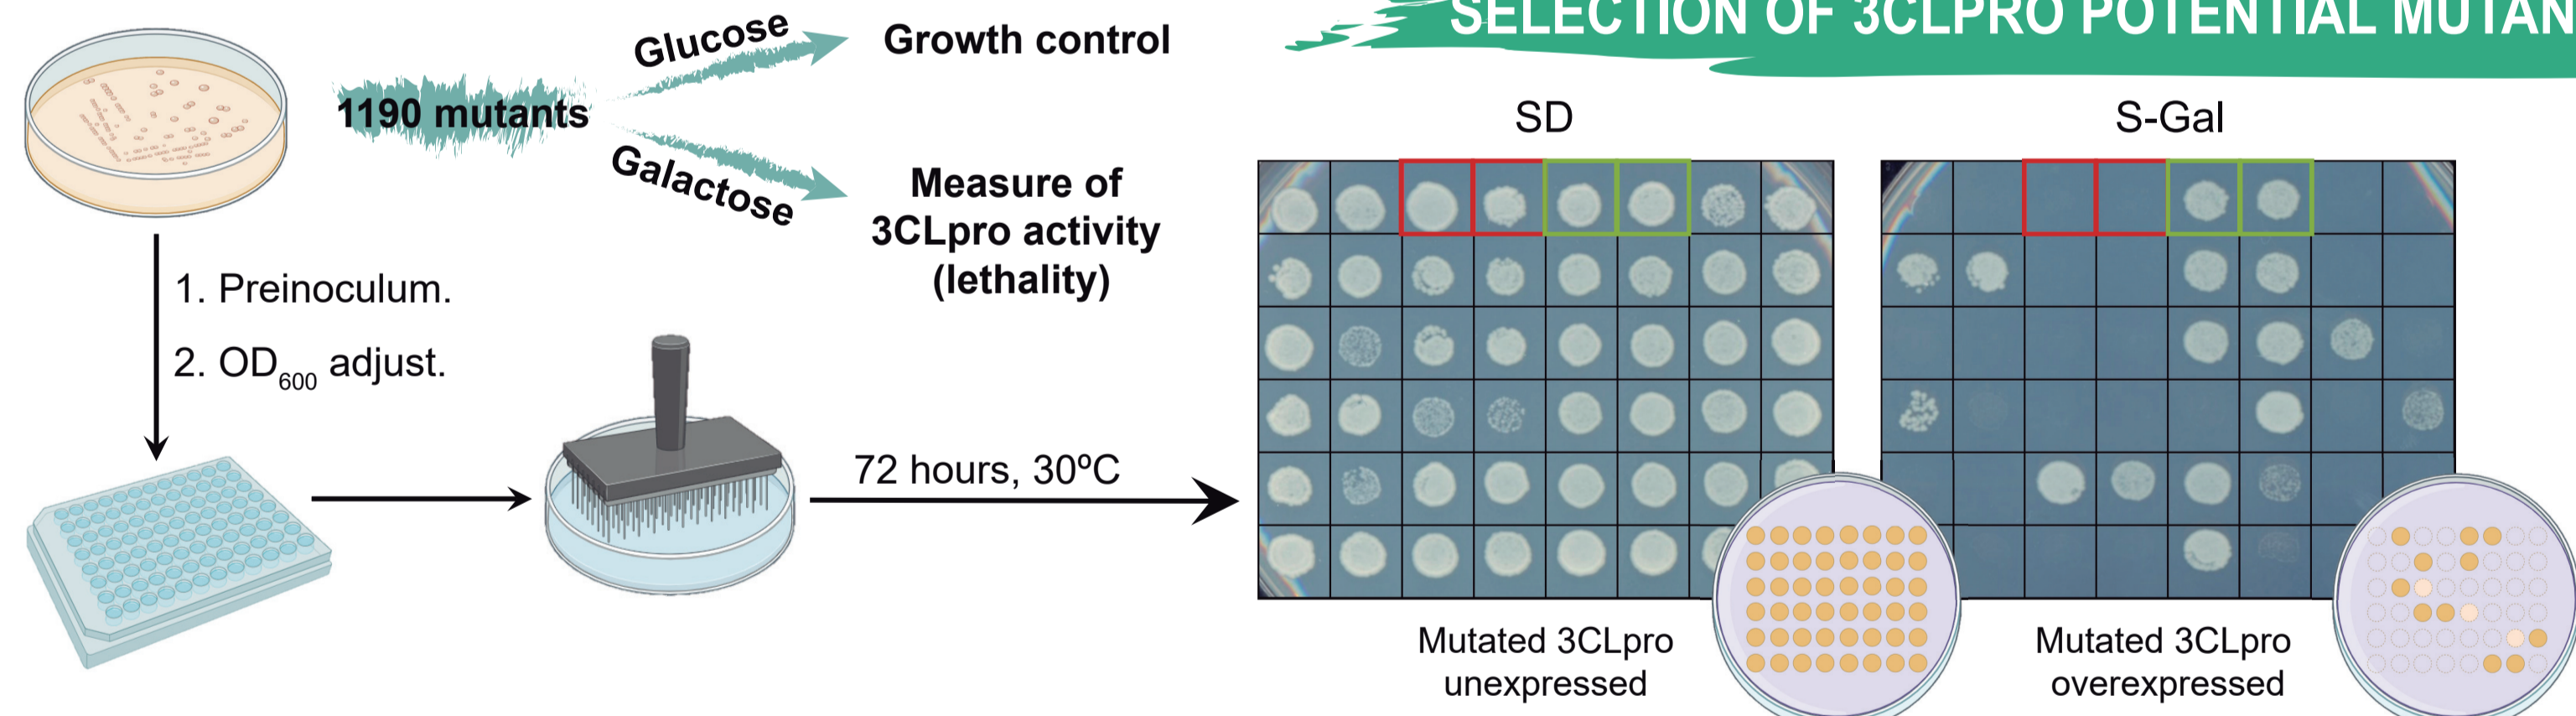 SELECTION OF 3CLPRO POTENTIAL MUTAN
Glucose
Growth control
1190 mutants
Galactose
Measure of
3CLpro activity
(lethality)
1. Preinoculum.
2. OD600 adjust.
72 hours, 30ºC
SD
S-Gal
Mutated 3CLpro
unexpressed
Mutated 3CLpro
overexpressed